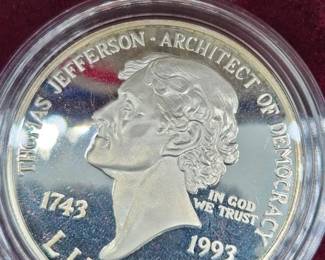 THOMAS JEFFERSON · ARCHITECT OF DEMOCRACY
1743
IN GOD
WE TRUST
1993